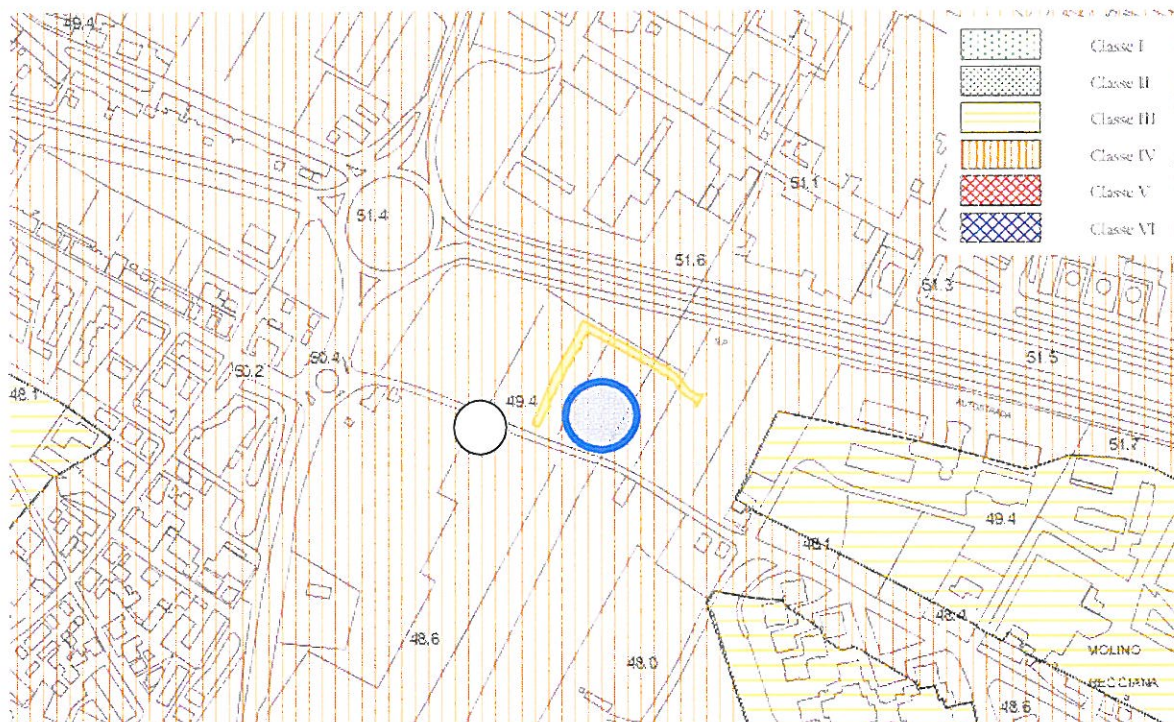 49.4
Classe I
Classe II
Classe III
Classe IV
Classe V
Classe VI
51.1
51.4
51.6
51.3
51.5
50.4
50.2
48.1
49.4
AUTOSTRADA
51.7
49.4
48.1
48.4
48.6
48.0
MOLINO
BECCIANA
48.6